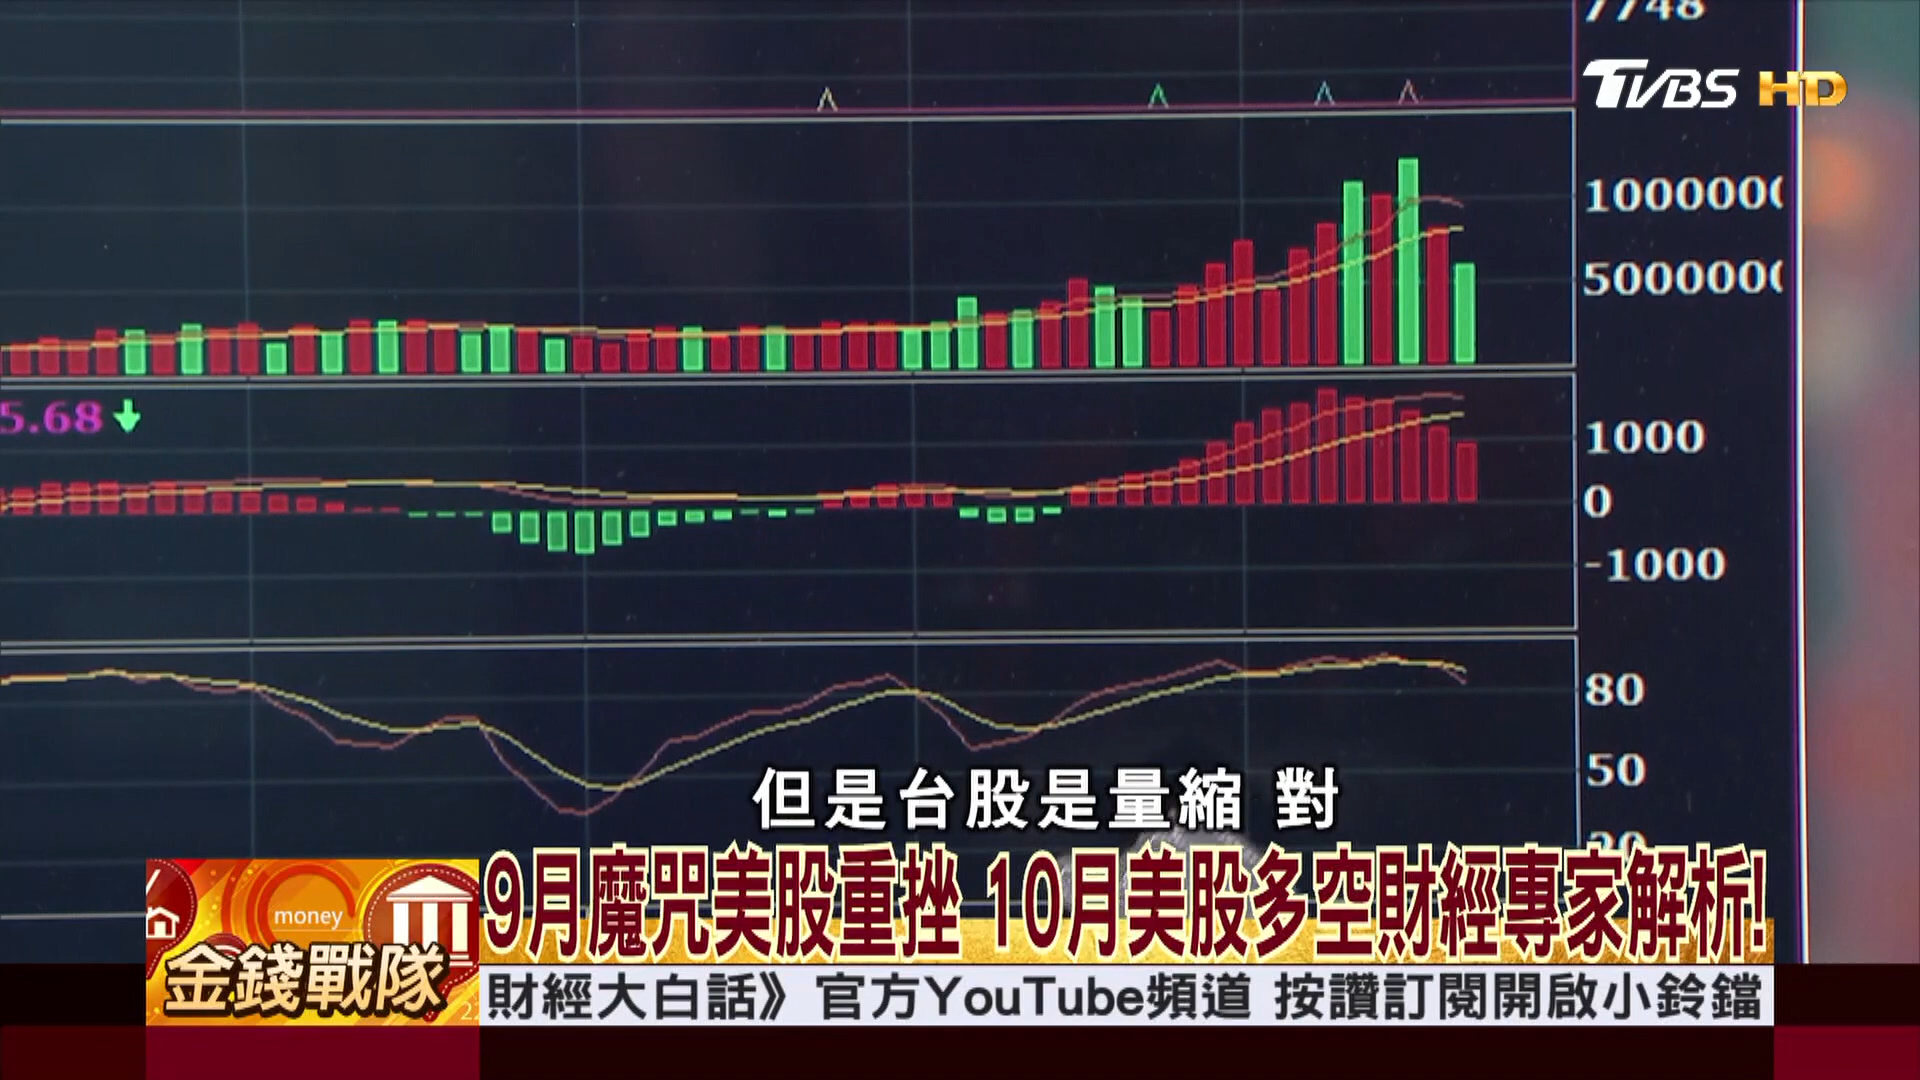 7748
TVBS HD
1000000
5000000
5.68
1000
0
-1000
80
50
20
但是台股是量縮 對
9月魔咒美股重挫 10月美股多空財經專家解析!
money
金錢戰隊
財經大白話》官方YouTube頻道 按讚訂閱開啟小鈴鐺